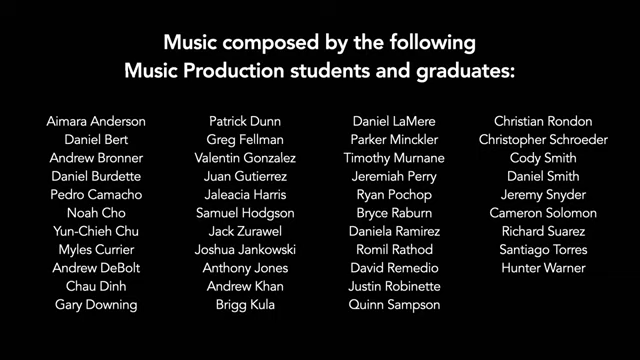 Music composed by the following
Music Production students and graduates:
Aimara Anderson
Daniel Bert
Andrew Bronner
Daniel Burdette
Pedro Camacho
Noah Cho
Yun-Chieh Chu
Myles Currier
Andrew DeBolt
Chau Dinh
Gary Downing
Patrick Dunn
Greg Fellman
Valentin Gonzalez
Juan Gutierrez
Jaleacia Harris
Samuel Hodgson
Jack Zurawel
Joshua Jankowski
Anthony Jones
Andrew Khan
Brigg Kula
Daniel LaMere
Parker Minckler
Timothy Murnane
Jeremiah Perry
Ryan Pochop
Bryce Raburn
Daniela Ramirez
Romil Rathod
David Remedio
Justin Robinette
Quinn Sampson
Christian Rondon
Christopher Schroeder
Cody Smith
Daniel Smith
Jeremy Snyder
Cameron Solomon
Richard Suarez
Santiago Torres
Hunter Warner